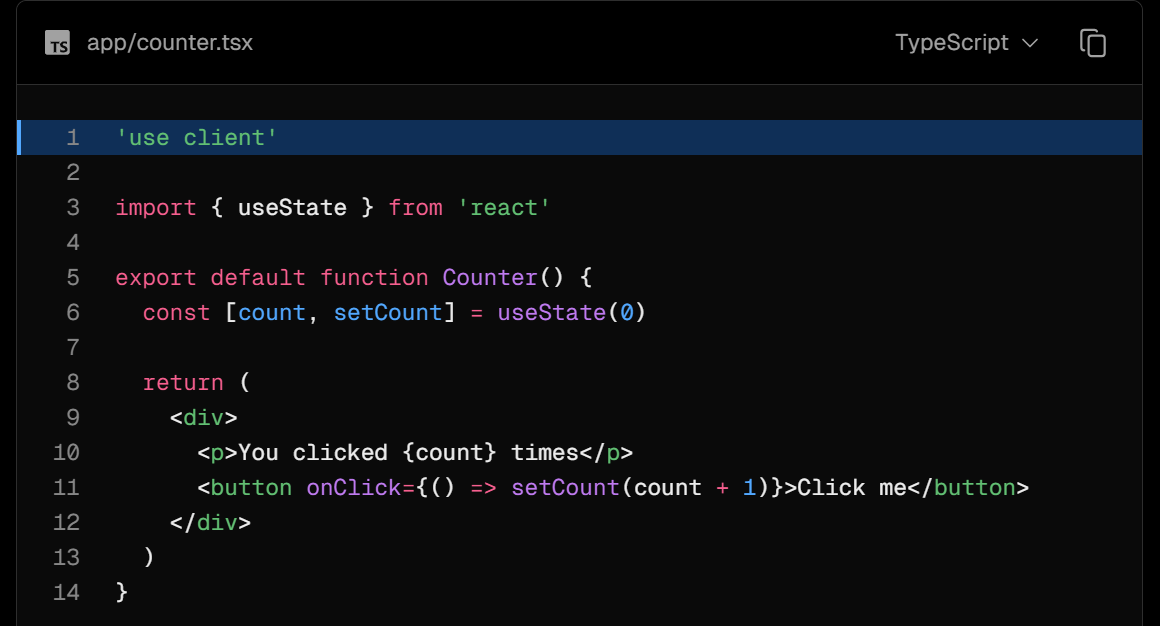 TS app/counter.tsx TypeScript
1 'use client'
2
3 import { useState } from 'react'
4
5 export default function Counter() {
6   const [count, setCount] = useState(0)
7
8   return (
9     <div>
10       <p>You clicked {count} times</p>
11       <button onClick={() => setCount(count + 1)}>Click me</button>
12     </div>
13   )
14 }